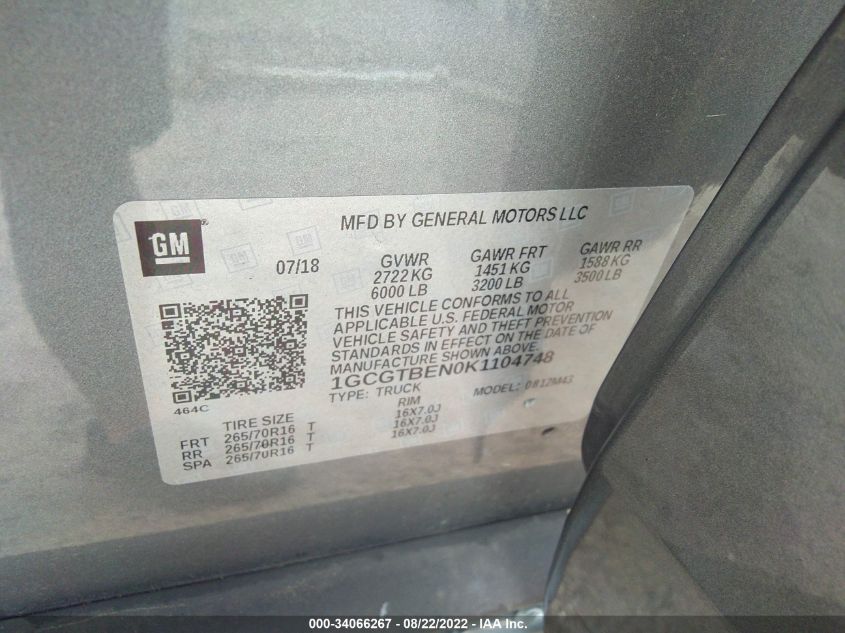 GM ®
MFD BY GENERAL MOTORS LLC
07/18
GVWR GAWR FRT GAWR RR
2722 KG 1451 KG 1588 KG
6000 LB 3200 LB 3500 LB
THIS VEHICLE CONFORMS TO ALL
APPLICABLE U.S. FEDERAL MOTOR
VEHICLE SAFETY AND THEFT PREVENTION
STANDARDS IN EFFECT ON THE DATE OF
MANUFACTURE SHOWN ABOVE.
1GCGTBEN0K1104748
TYPE: TRUCK MODEL: 0812M43
464C
TIRE SIZE RIM
FRT 265/70R16 T 16X7.0J
RR 265/70R16 T 16X7.0J
SPA 265/70R16 T 16X7.0J
000-34066267 - 08/22/2022 - IAA Inc.